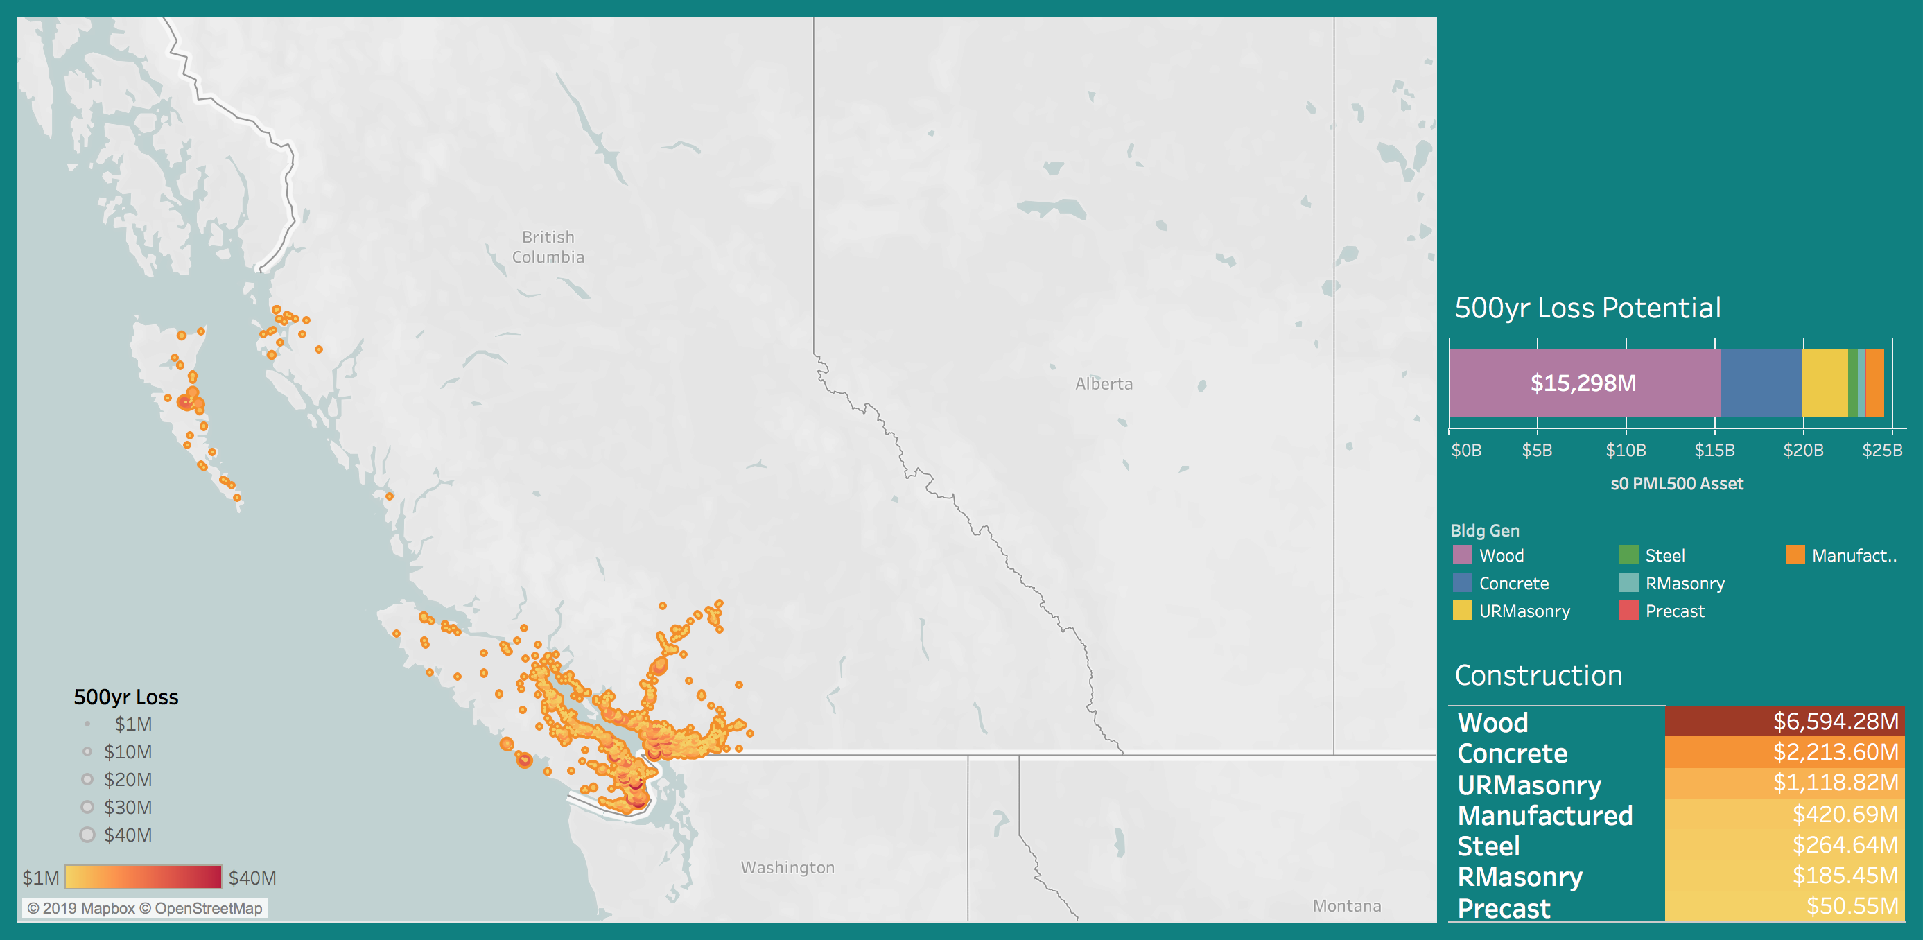 British
Columbia
Alberta
Washington
Montana
500yr Loss
$1M
$10M
$20M
$30M
$40M
$1M $40M
© 2019 Mapbox © OpenStreetMap
500yr Loss Potential
$15,298M
$0B $5B $10B $15B $20B $25B
s0 PML500 Asset
Bldg Gen
Wood Steel Manufact..
Concrete RMasonry
URMasonry Precast
Construction
Wood $6,594.28M
Concrete $2,213.60M
URMasonry $1,118.82M
Manufactured $420.69M
Steel $264.64M
RMasonry $185.45M
Precast $50.55M